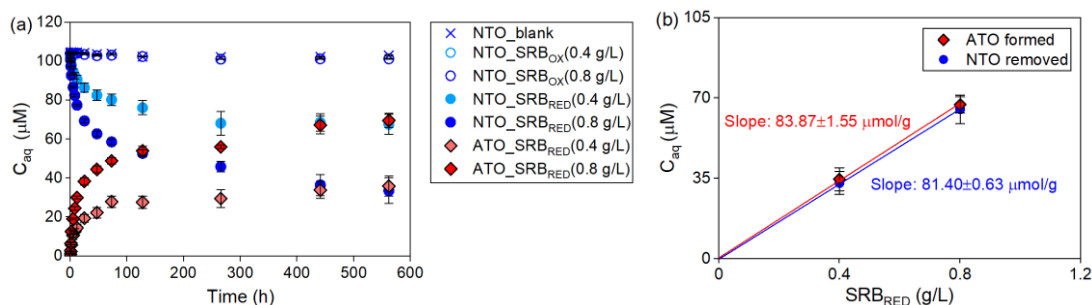 (a)
120
100
80
60
40
20
0
C_aq (μM)
0 100 200 300 400 500 600
Time (h)
NTO_blank
NTO_SRB_OX(0.4 g/L)
NTO_SRB_OX(0.8 g/L)
NTO_SRB_RED(0.4 g/L)
NTO_SRB_RED(0.8 g/L)
ATO_SRB_RED(0.4 g/L)
ATO_SRB_RED(0.8 g/L)
(b)
105
70
35
0
C_aq (μM)
ATO formed
NTO removed
Slope: 83.87±1.55 μmol/g
Slope: 81.40±0.63 μmol/g
0.0 0.4 0.8 1.2
SRB_RED (g/L)